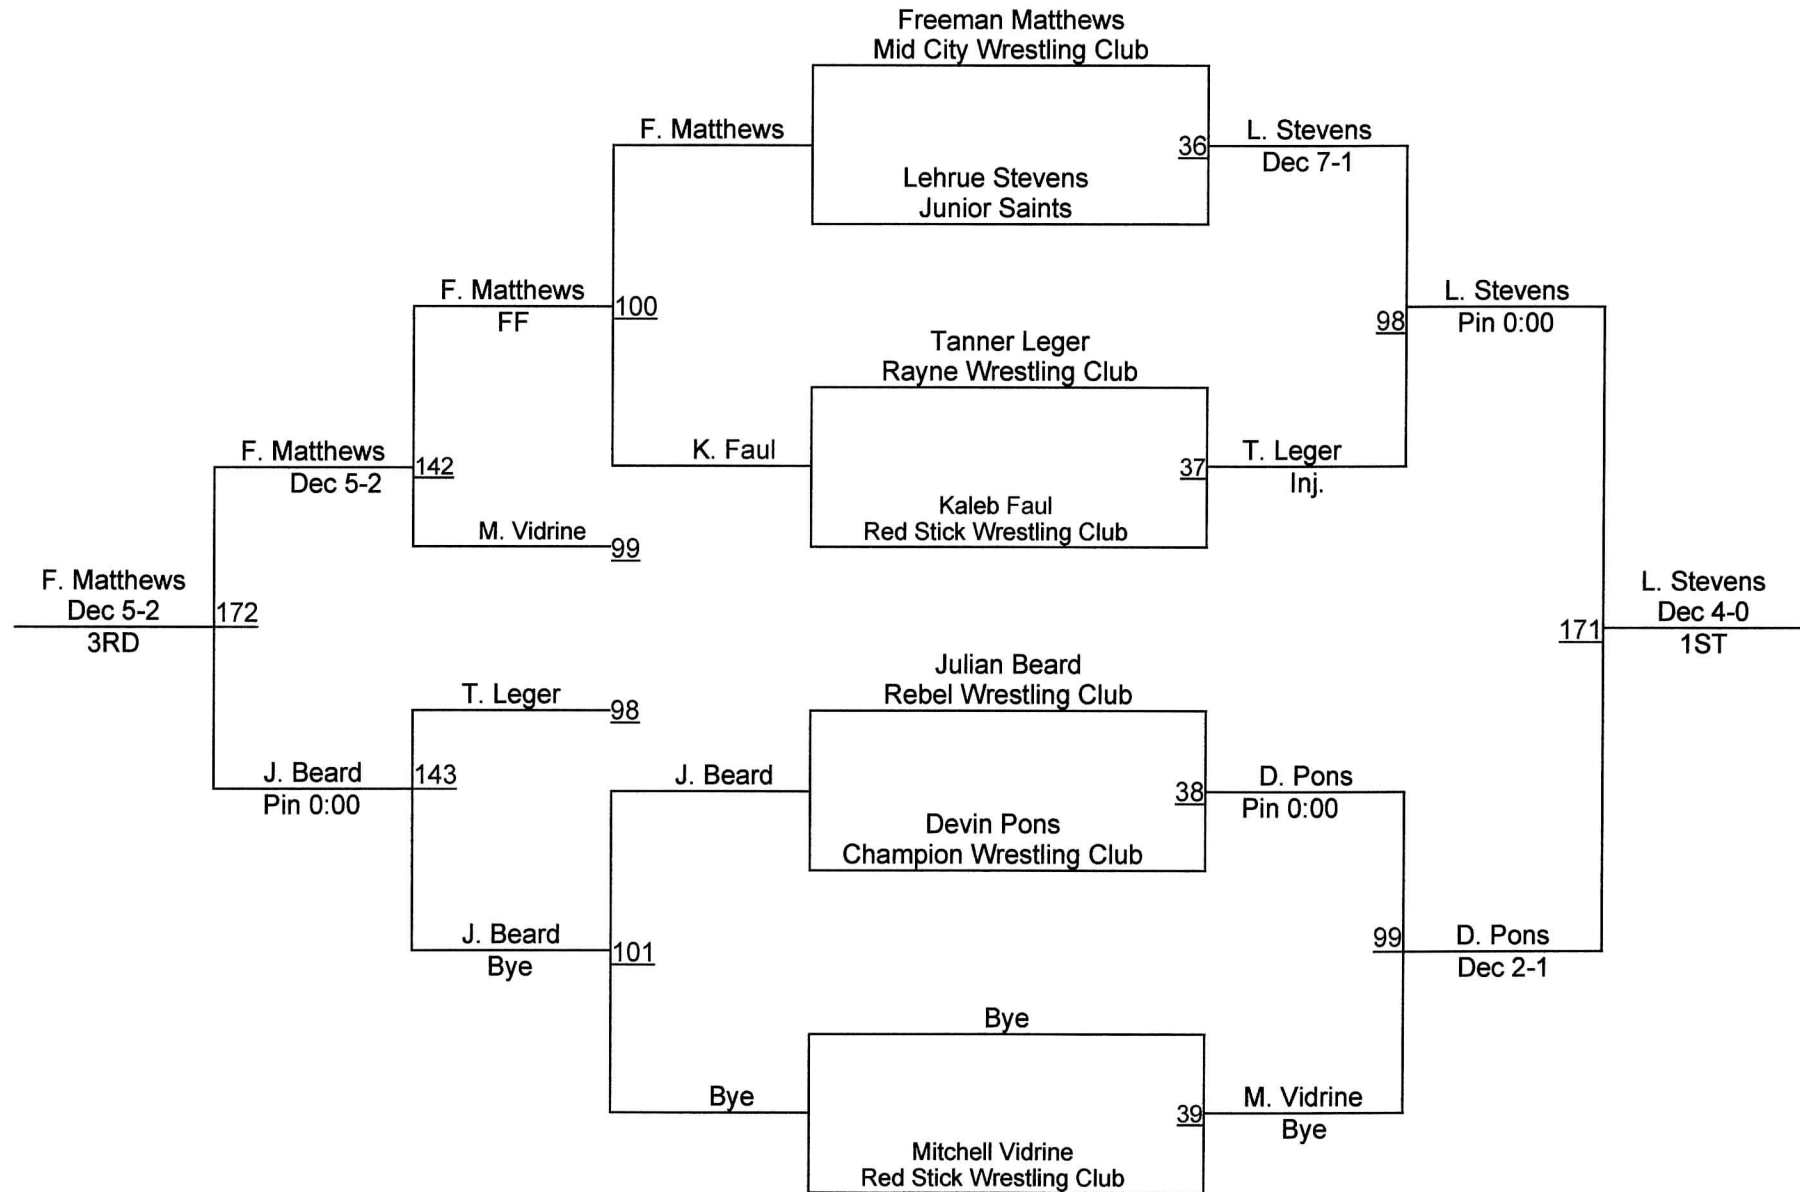 Freeman Matthews
Mid City Wrestling Club
F. Matthews
36
L. Stevens
Dec 7-1
Lehrue Stevens
Junior Saints
F. Matthews
FF
100
L. Stevens
Pin 0:00
98
Tanner Leger
Rayne Wrestling Club
F. Matthews
Dec 5-2
142
K. Faul
37
T. Leger
Inj.
Kaleb Faul
Red Stick Wrestling Club
M. Vidrine
99
F. Matthews
Dec 5-2
3RD
172
171
L. Stevens
Dec 4-0
1ST
Julian Beard
Rebel Wrestling Club
T. Leger
98
J. Beard
Pin 0:00
143
J. Beard
38
D. Pons
Pin 0:00
Devin Pons
Champion Wrestling Club
J. Beard
Bye
101
99
D. Pons
Dec 2-1
Bye
Bye
39
M. Vidrine
Bye
Mitchell Vidrine
Red Stick Wrestling Club